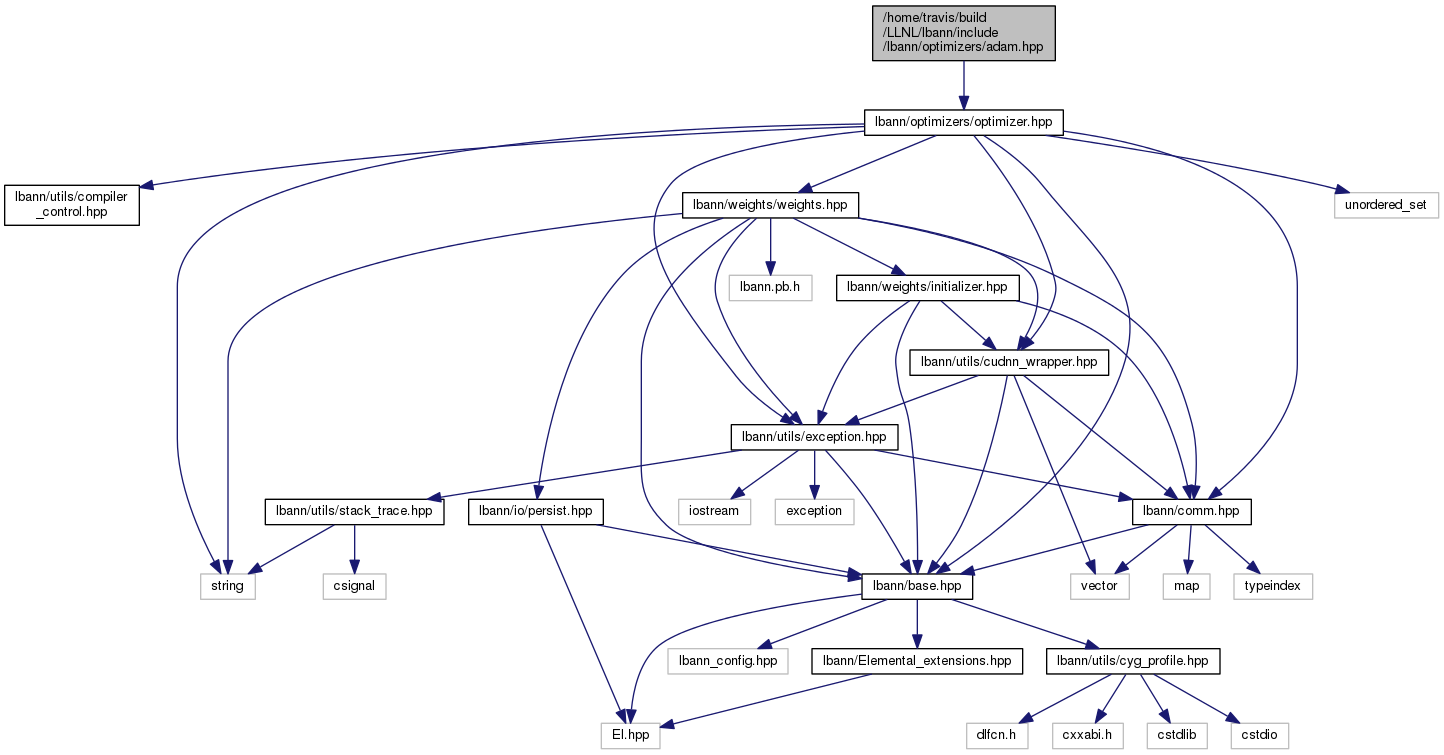 /home/travis/build
/LLNL/lbann/include
/lbann/optimizers/adam.hpp
lbann/optimizers/optimizer.hpp
lbann/utils/compiler
_control.hpp
lbann/weights/weights.hpp
unordered_set
lbann.pb.h
lbann/weights/initializer.hpp
lbann/utils/cudnn_wrapper.hpp
lbann/utils/exception.hpp
lbann/utils/stack_trace.hpp
lbann/io/persist.hpp
iostream
exception
lbann/comm.hpp
string
csignal
lbann/base.hpp
vector
map
typeindex
lbann_config.hpp
lbann/Elemental_extensions.hpp
lbann/utils/cyg_profile.hpp
El.hpp
dlfcn.h
cxxabi.h
cstdlib
cstdio